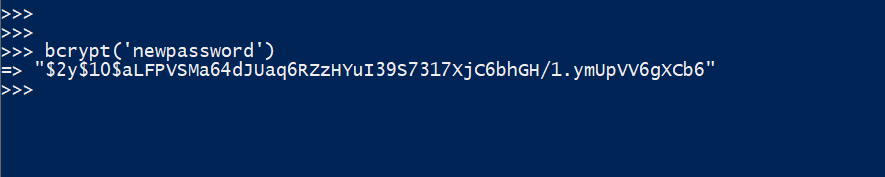 >>>
>>>
>>> bcrypt('newpassword')
=> "$2y$10$aLFPVSMa64dJUaq6RZzHYuI39S7317XjC6bhGH/1.ymUpVV6gXCb6"
>>>